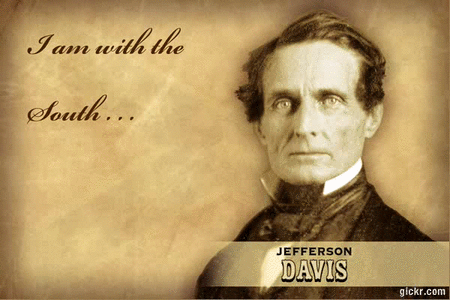 I am with the
South . . .
JEFFERSON
DAVIS
gickr.com